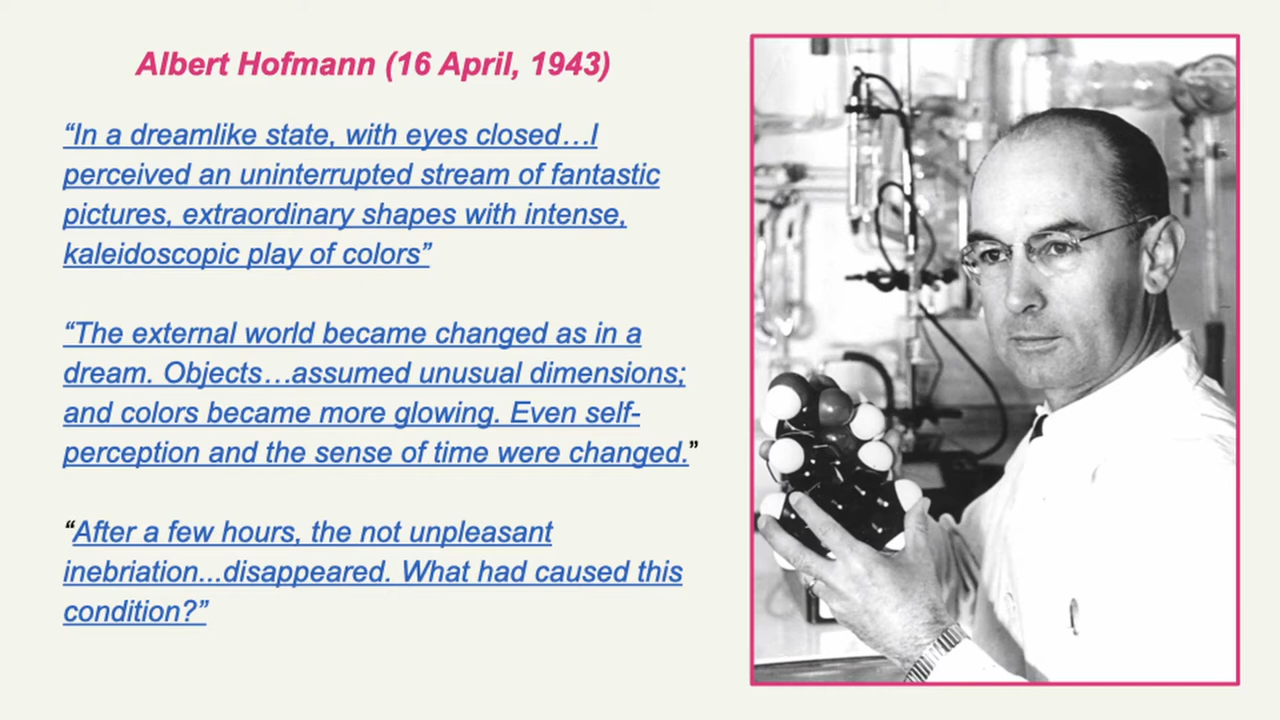 Albert Hofmann (16 April, 1943)
“In a dreamlike state, with eyes closed…I
perceived an uninterrupted stream of fantastic
pictures, extraordinary shapes with intense,
kaleidoscopic play of colors”
“The external world became changed as in a
dream. Objects…assumed unusual dimensions;
and colors became more glowing. Even self-
perception and the sense of time were changed.”
“After a few hours, the not unpleasant
inebriation...disappeared. What had caused this
condition?”